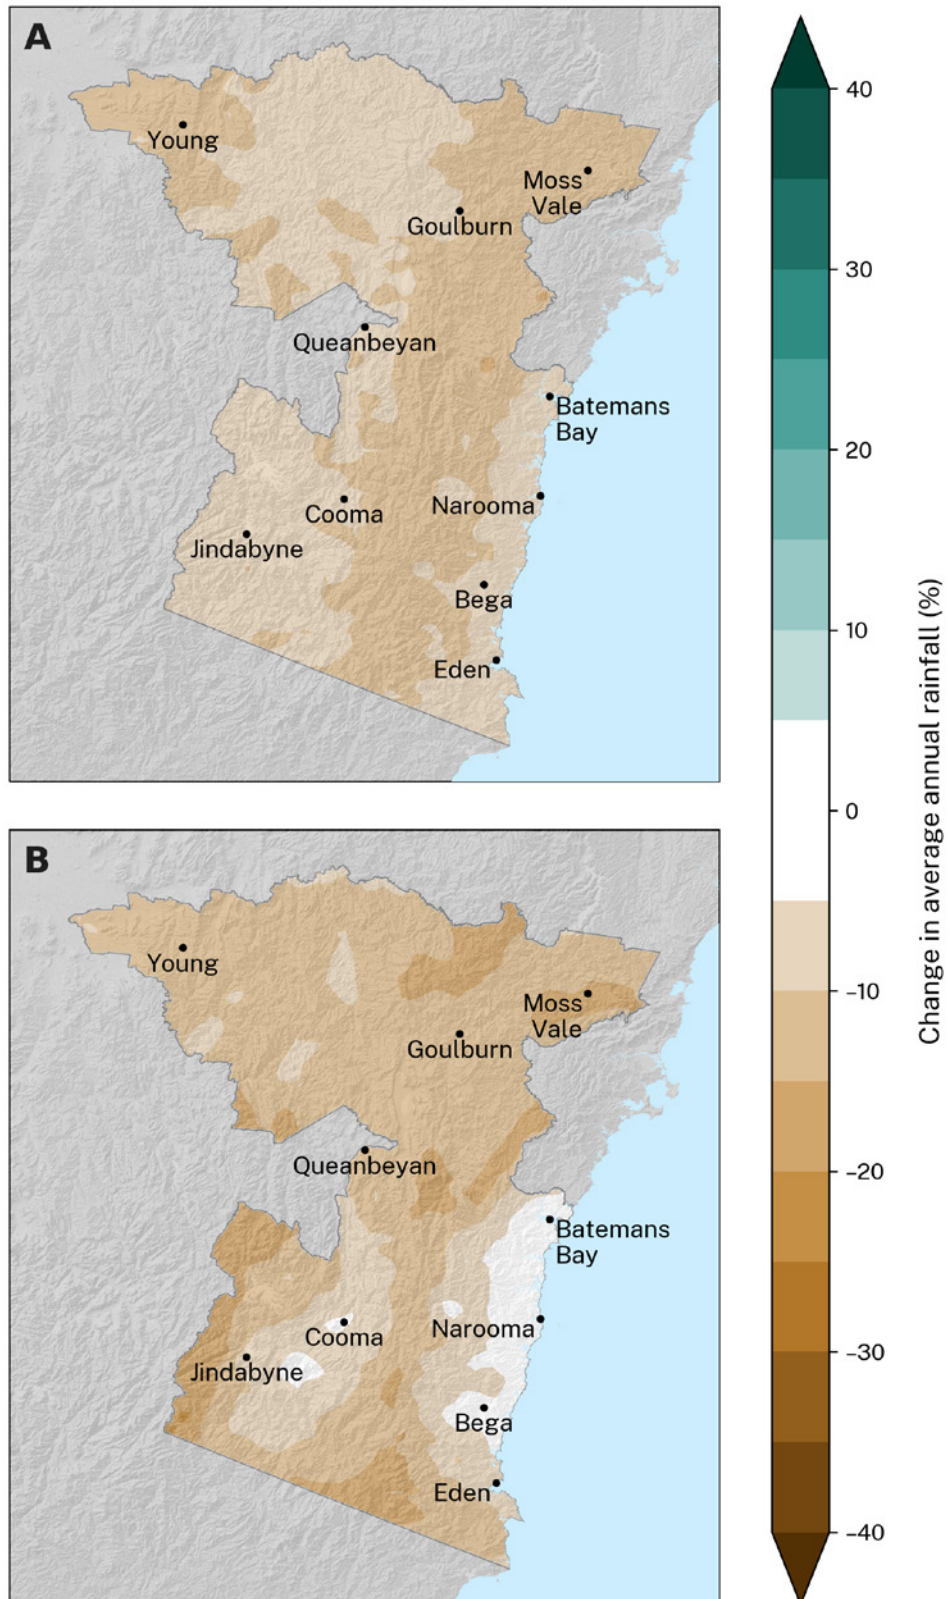 A
Young
Moss
Vale
Goulburn
Queanbeyan
Batemans
Bay
Narooma
Cooma
Jindabyne
Bega
Eden
B
Young
Moss
Vale
Goulburn
Queanbeyan
Batemans
Bay
Narooma
Cooma
Jindabyne
Bega
Eden
40
30
20
10
0
–10
–20
–30
–40
Change in average annual rainfall (%)